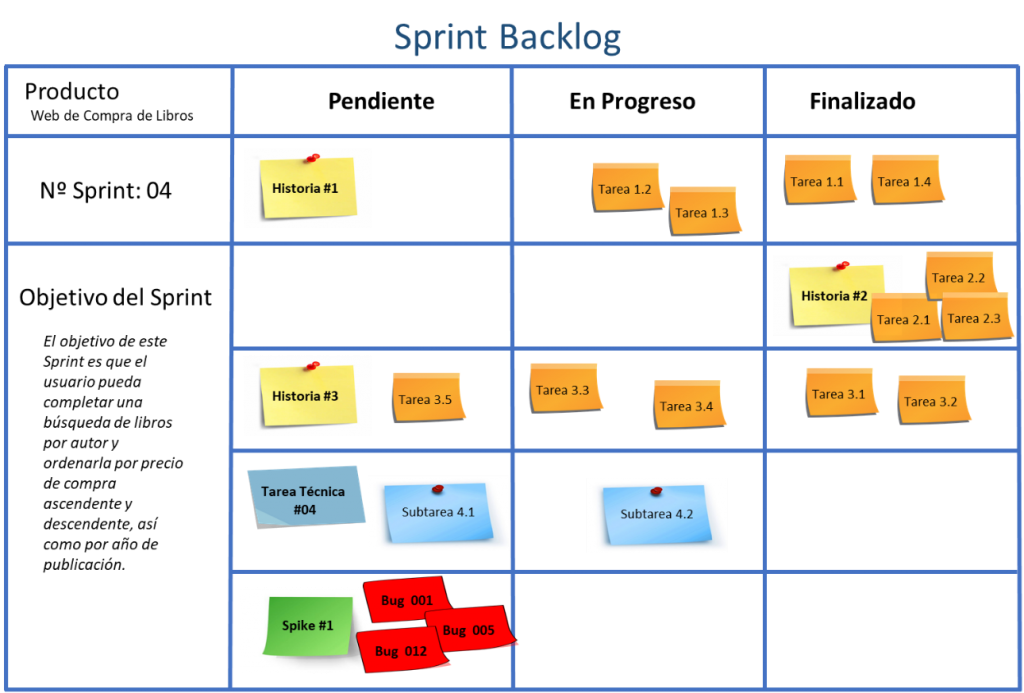 Sprint Backlog
Producto
Web de Compra de Libros
Pendiente
En Progreso
Finalizado
Nº Sprint: 04
Historia #1
Tarea 1.2
Tarea 1.3
Tarea 1.1
Tarea 1.4
Objetivo del Sprint
El objetivo de este
Sprint es que el
usuario pueda
completar una
búsqueda de libros
por autor y
ordenarla por precio
de compra
ascendente y
descendente, así
como por año de
publicación.
Historia #2
Tarea 2.2
Tarea 2.1
Tarea 2.3
Historia #3
Tarea 3.5
Tarea 3.3
Tarea 3.4
Tarea 3.1
Tarea 3.2
Tarea Técnica
#04
Subtarea 4.1
Subtarea 4.2
Spike #1
Bug 001
Bug 005
Bug 012